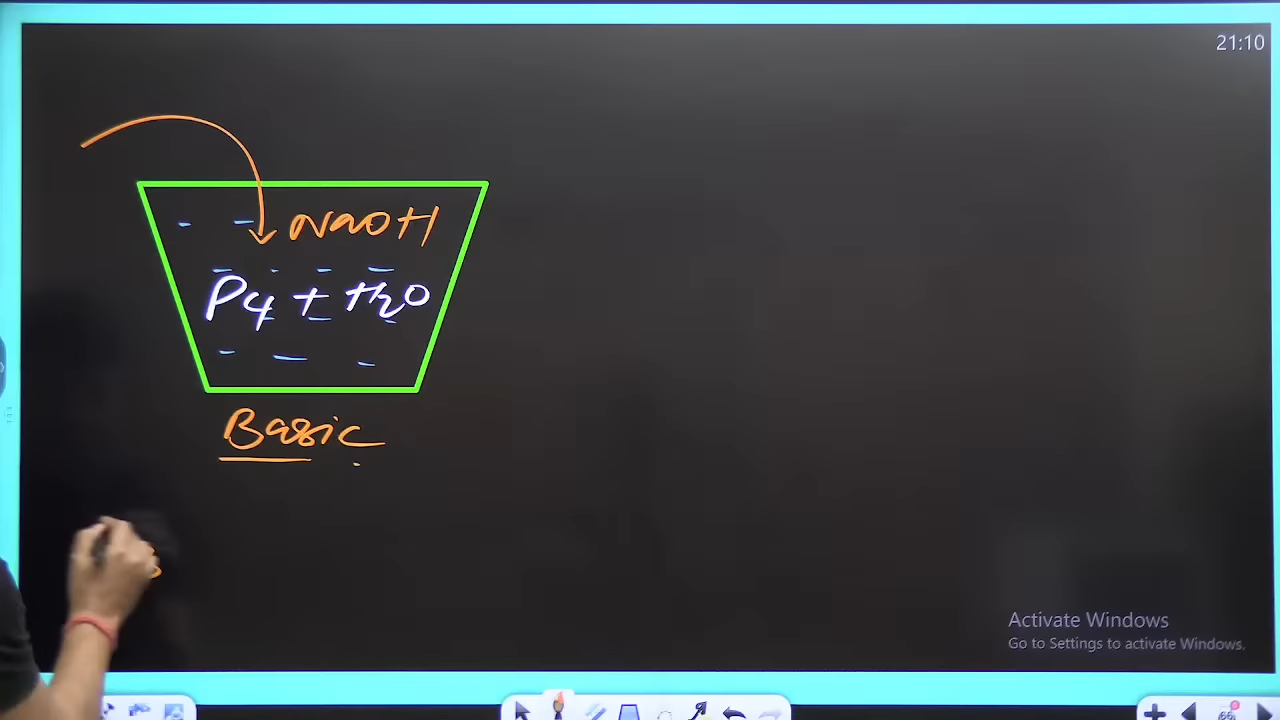 21:10
NaOH
P4 + H2O
Basic
Activate Windows
Go to Settings to activate Windows.